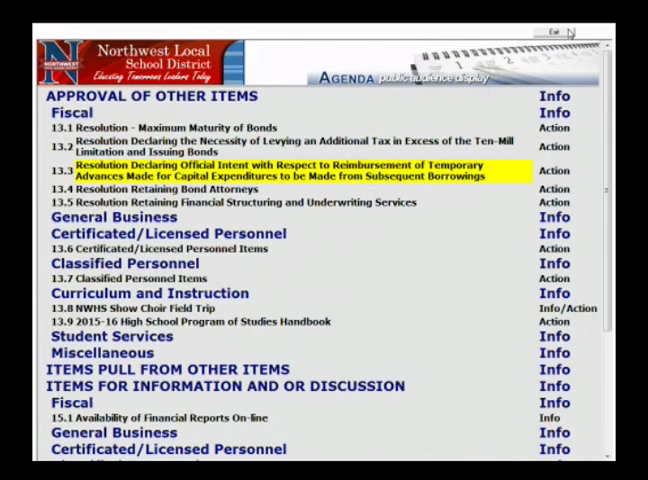 Exit
Northwest Local
School District
Educating Tomorrows Leaders Today
N
NORTHWEST
AGENDA public audience display
APPROVAL OF OTHER ITEMS Info
Fiscal Info
13.1 Resolution - Maximum Maturity of Bonds Action
13.2 Resolution Declaring the Necessity of Levying an Additional Tax in Excess of the Ten-Mill
Limitation and Issuing Bonds Action
13.3 Resolution Declaring Official Intent with Respect to Reimbursement of Temporary
Advances Made for Capital Expenditures to be Made from Subsequent Borrowings Action
13.4 Resolution Retaining Bond Attorneys Action
13.5 Resolution Retaining Financial Structuring and Underwriting Services Action
General Business Info
Certificated/Licensed Personnel Info
13.6 Certificated/Licensed Personnel Items Action
Classified Personnel Info
13.7 Classified Personnel Items Action
Curriculum and Instruction Info
13.8 NWHS Show Choir Field Trip Info/Action
13.9 2015-16 High School Program of Studies Handbook Action
Student Services Info
Miscellaneous Info
ITEMS PULL FROM OTHER ITEMS Info
ITEMS FOR INFORMATION AND OR DISCUSSION Info
Fiscal Info
15.1 Availability of Financial Reports On-line Info
General Business Info
Certificated/Licensed Personnel Info